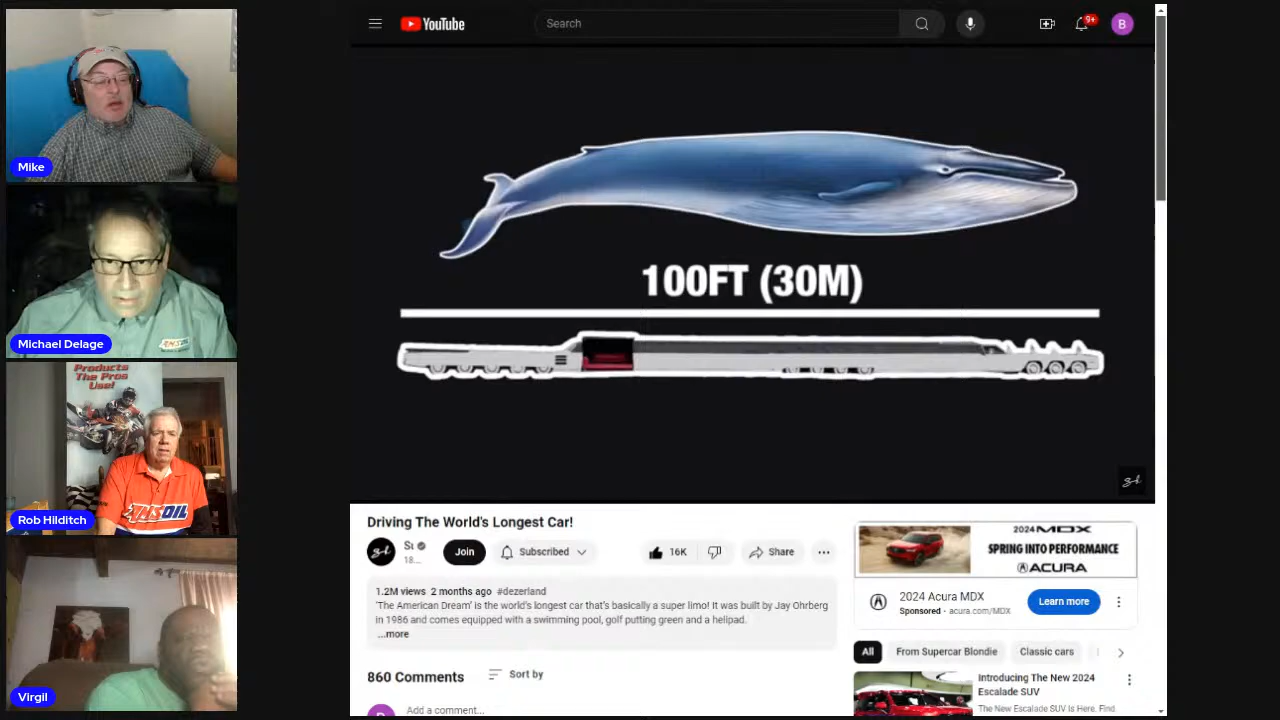 Mike
Michael Delage
AMSOIL
Products
The Pros
Use!
AMSOIL
Rob Hilditch
Virgil
YouTube
Search
9+
B
100FT (30M)
Driving The World's Longest Car!
18...
Join
Subscribed
16K
Share
1.2M views 2 months ago #dezerland
'The American Dream' is the world's longest car that's basically a super limo! It was built by Jay Ohrberg
in 1986 and comes equipped with a swimming pool, golf putting green and a helipad.
...more
860 Comments
Sort by
Add a comment...
2024 MDX
SPRING INTO PERFORMANCE
ACURA
2024 Acura MDX
Sponsored · acura.com/MDX
Learn more
All
From Supercar Blondie
Classic cars
Introducing The New 2024
Escalade SUV
The New Escalade SUV Is Here. Find